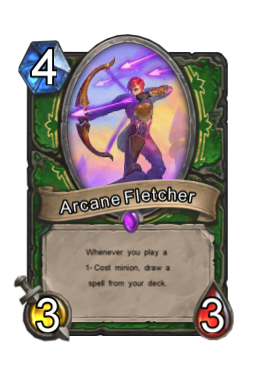 4
Arcane Fletcher
Whenever you play a
1- Cost minion, draw a
spell from your deck.
3 3